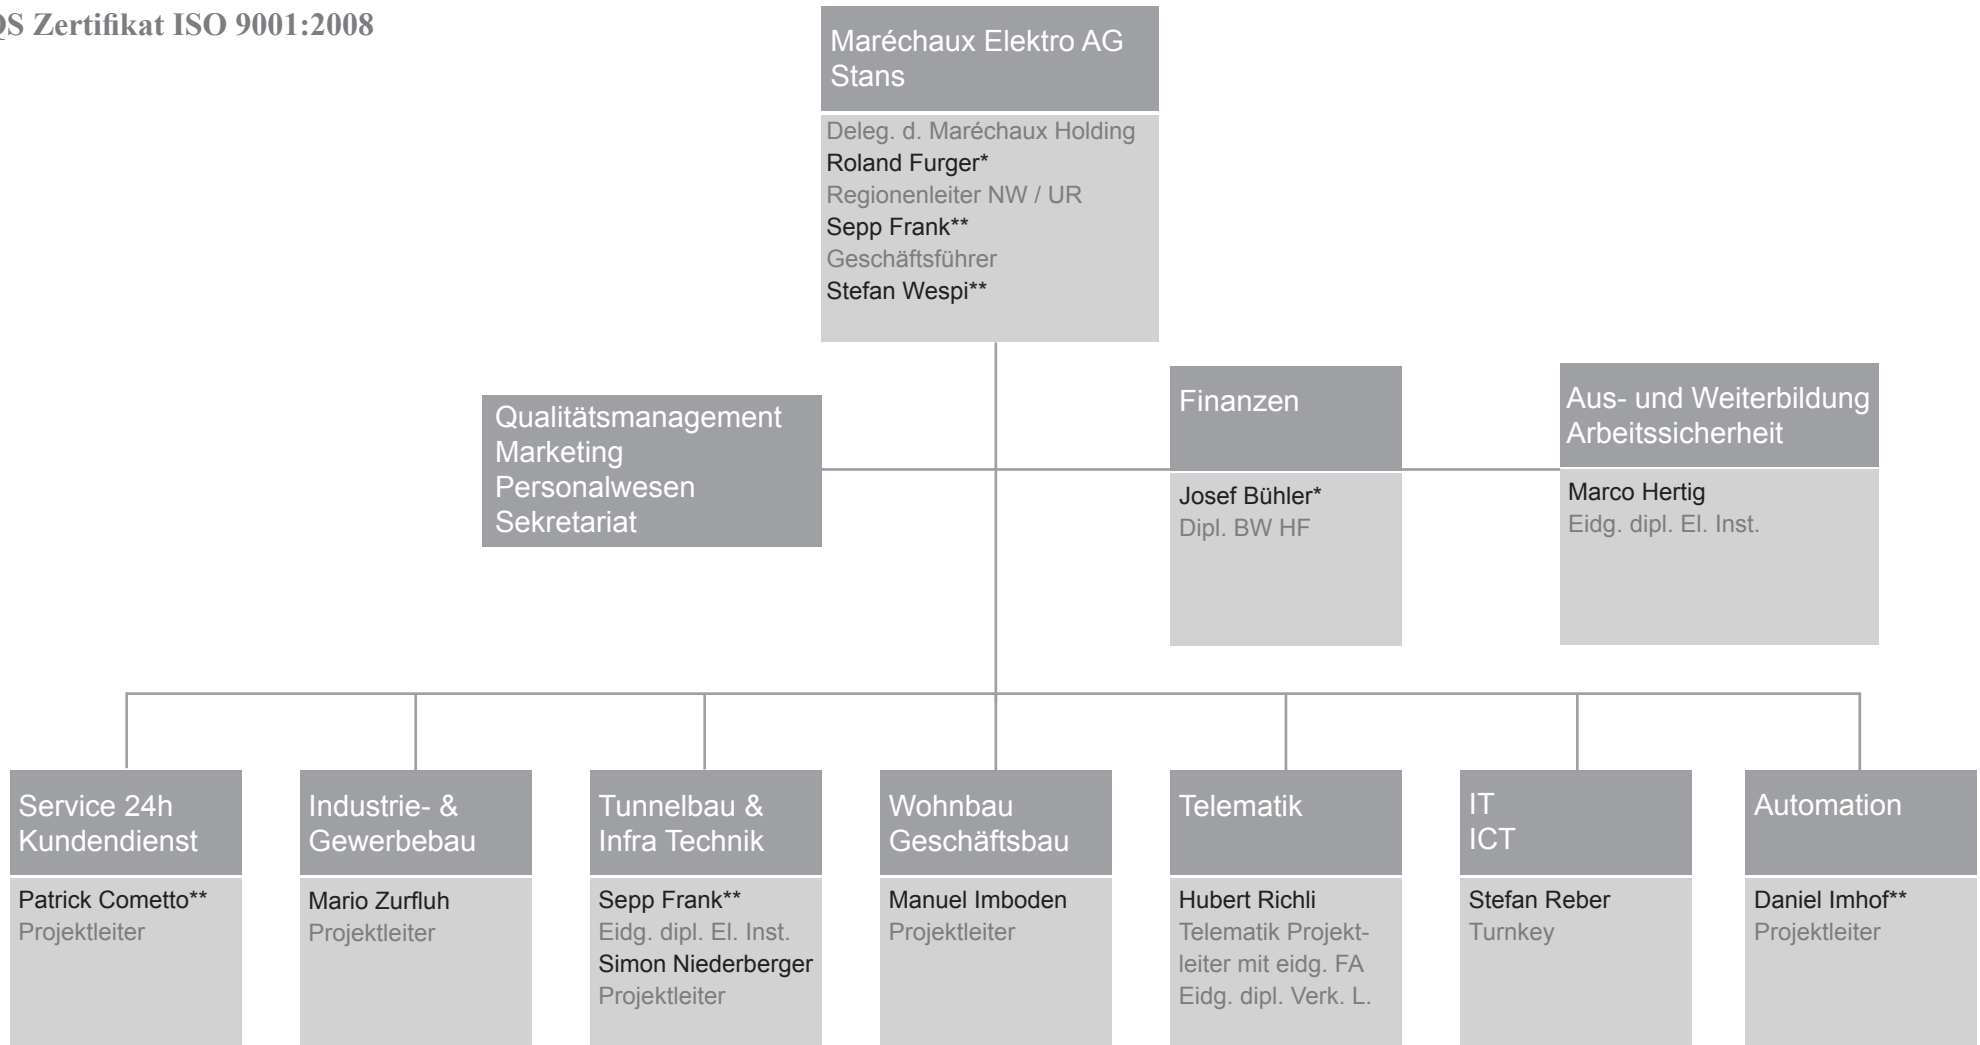 Zertifikat ISO 9001:2008
Maréchaux Elektro AG
Stans
Deleg. d. Maréchaux Holding
Roland Furger*
Regionenleiter NW / UR
Sepp Frank**
Geschäftsführer
Stefan Wespi**
Qualitätsmanagement
Marketing
Personalwesen
Sekretariat
Finanzen
Josef Bühler*
Dipl. BW HF
Aus- und Weiterbildung
Arbeitssicherheit
Marco Hertig
Eidg. dipl. El. Inst.
Service 24h
Kundendienst
Patrick Cometto**
Projektleiter
Industrie- &
Gewerbebau
Mario Zurfluh
Projektleiter
Tunnelbau &
Infra Technik
Sepp Frank**
Eidg. dipl. El. Inst.
Simon Niederberger
Projektleiter
Wohnbau
Geschäftsbau
Manuel Imboden
Projektleiter
Telematik
Hubert Richli
Telematik Projekt-
leiter mit eidg. FA
Eidg. dipl. Verk. L.
IT
ICT
Stefan Reber
Turnkey
Automation
Daniel Imhof**
Projektleiter